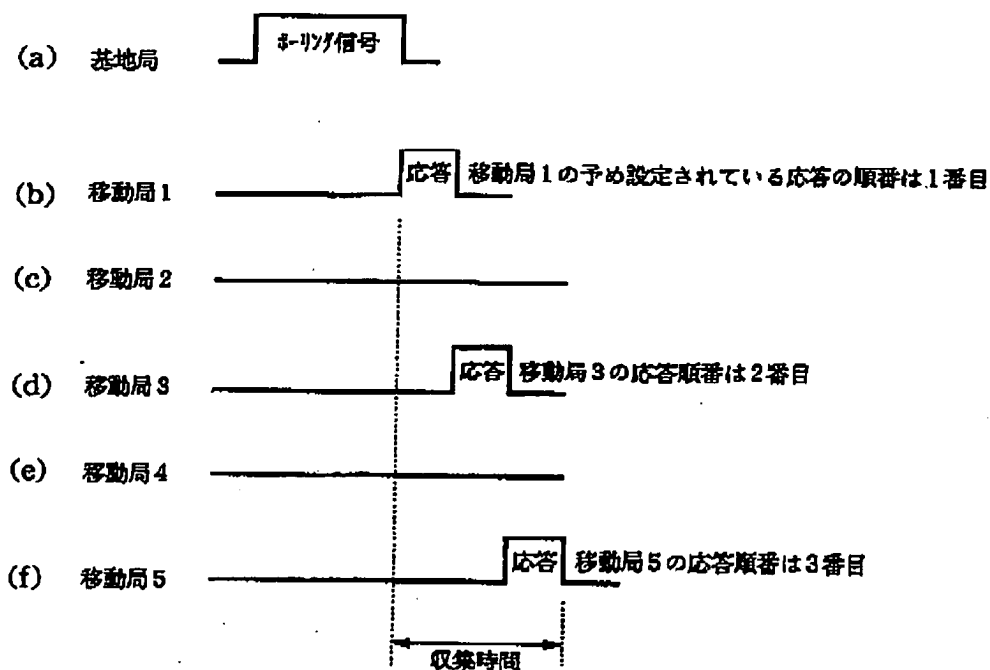 (a) 基地局 ポーリング信号
(b) 移動局1 応答 移動局1の予め設定されている応答の順番は1番目
(c) 移動局2
(d) 移動局3 応答 移動局3の応答順番は2番目
(e) 移動局4
(f) 移動局5 応答 移動局5の応答順番は3番目
収集時間